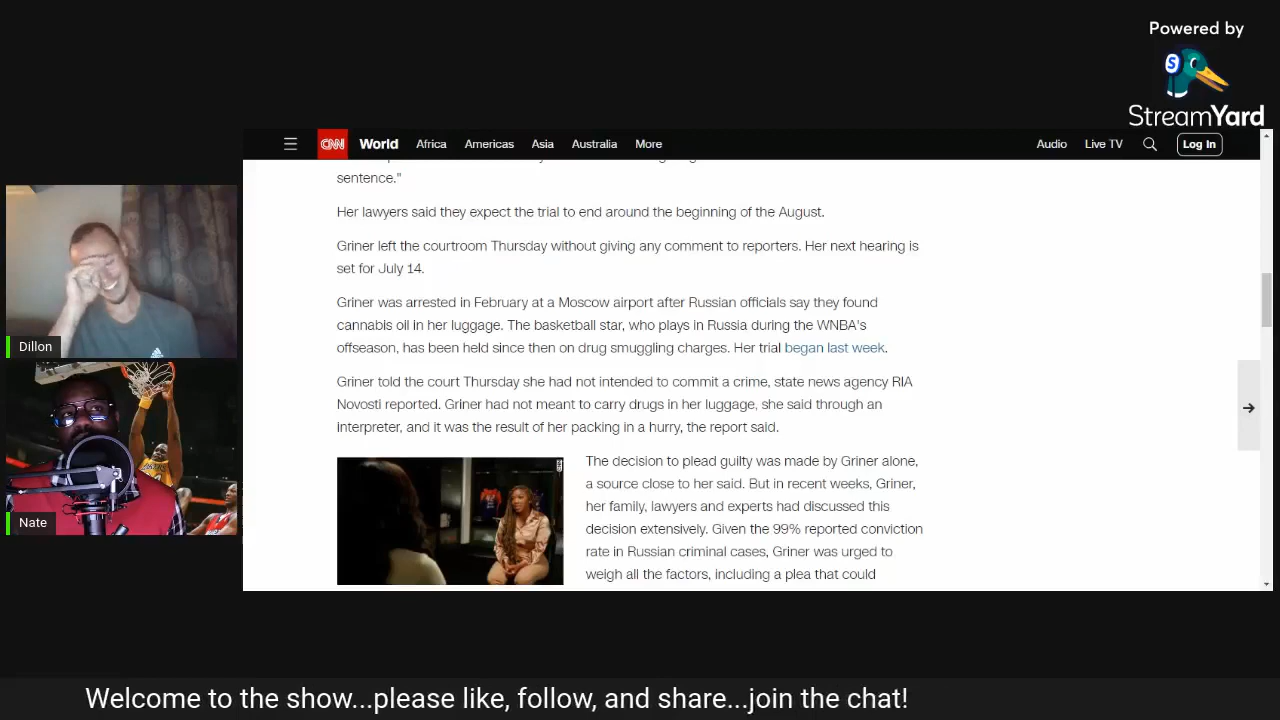 Powered by
S
StreamYard
CNN World Africa Americas Asia Australia More Audio Live TV Log In
sentence."
Her lawyers said they expect the trial to end around the beginning of the August.
Griner left the courtroom Thursday without giving any comment to reporters. Her next hearing is
set for July 14.
Griner was arrested in February at a Moscow airport after Russian officials say they found
cannabis oil in her luggage. The basketball star, who plays in Russia during the WNBA's
offseason, has been held since then on drug smuggling charges. Her trial began last week.
Griner told the court Thursday she had not intended to commit a crime, state news agency RIA
Novosti reported. Griner had not meant to carry drugs in her luggage, she said through an
interpreter, and it was the result of her packing in a hurry, the report said.
The decision to plead guilty was made by Griner alone,
a source close to her said. But in recent weeks, Griner,
her family, lawyers and experts had discussed this
decision extensively. Given the 99% reported conviction
rate in Russian criminal cases, Griner was urged to
weigh all the factors, including a plea that could
Dillon
Nate
Welcome to the show...please like, follow, and share...join the chat!